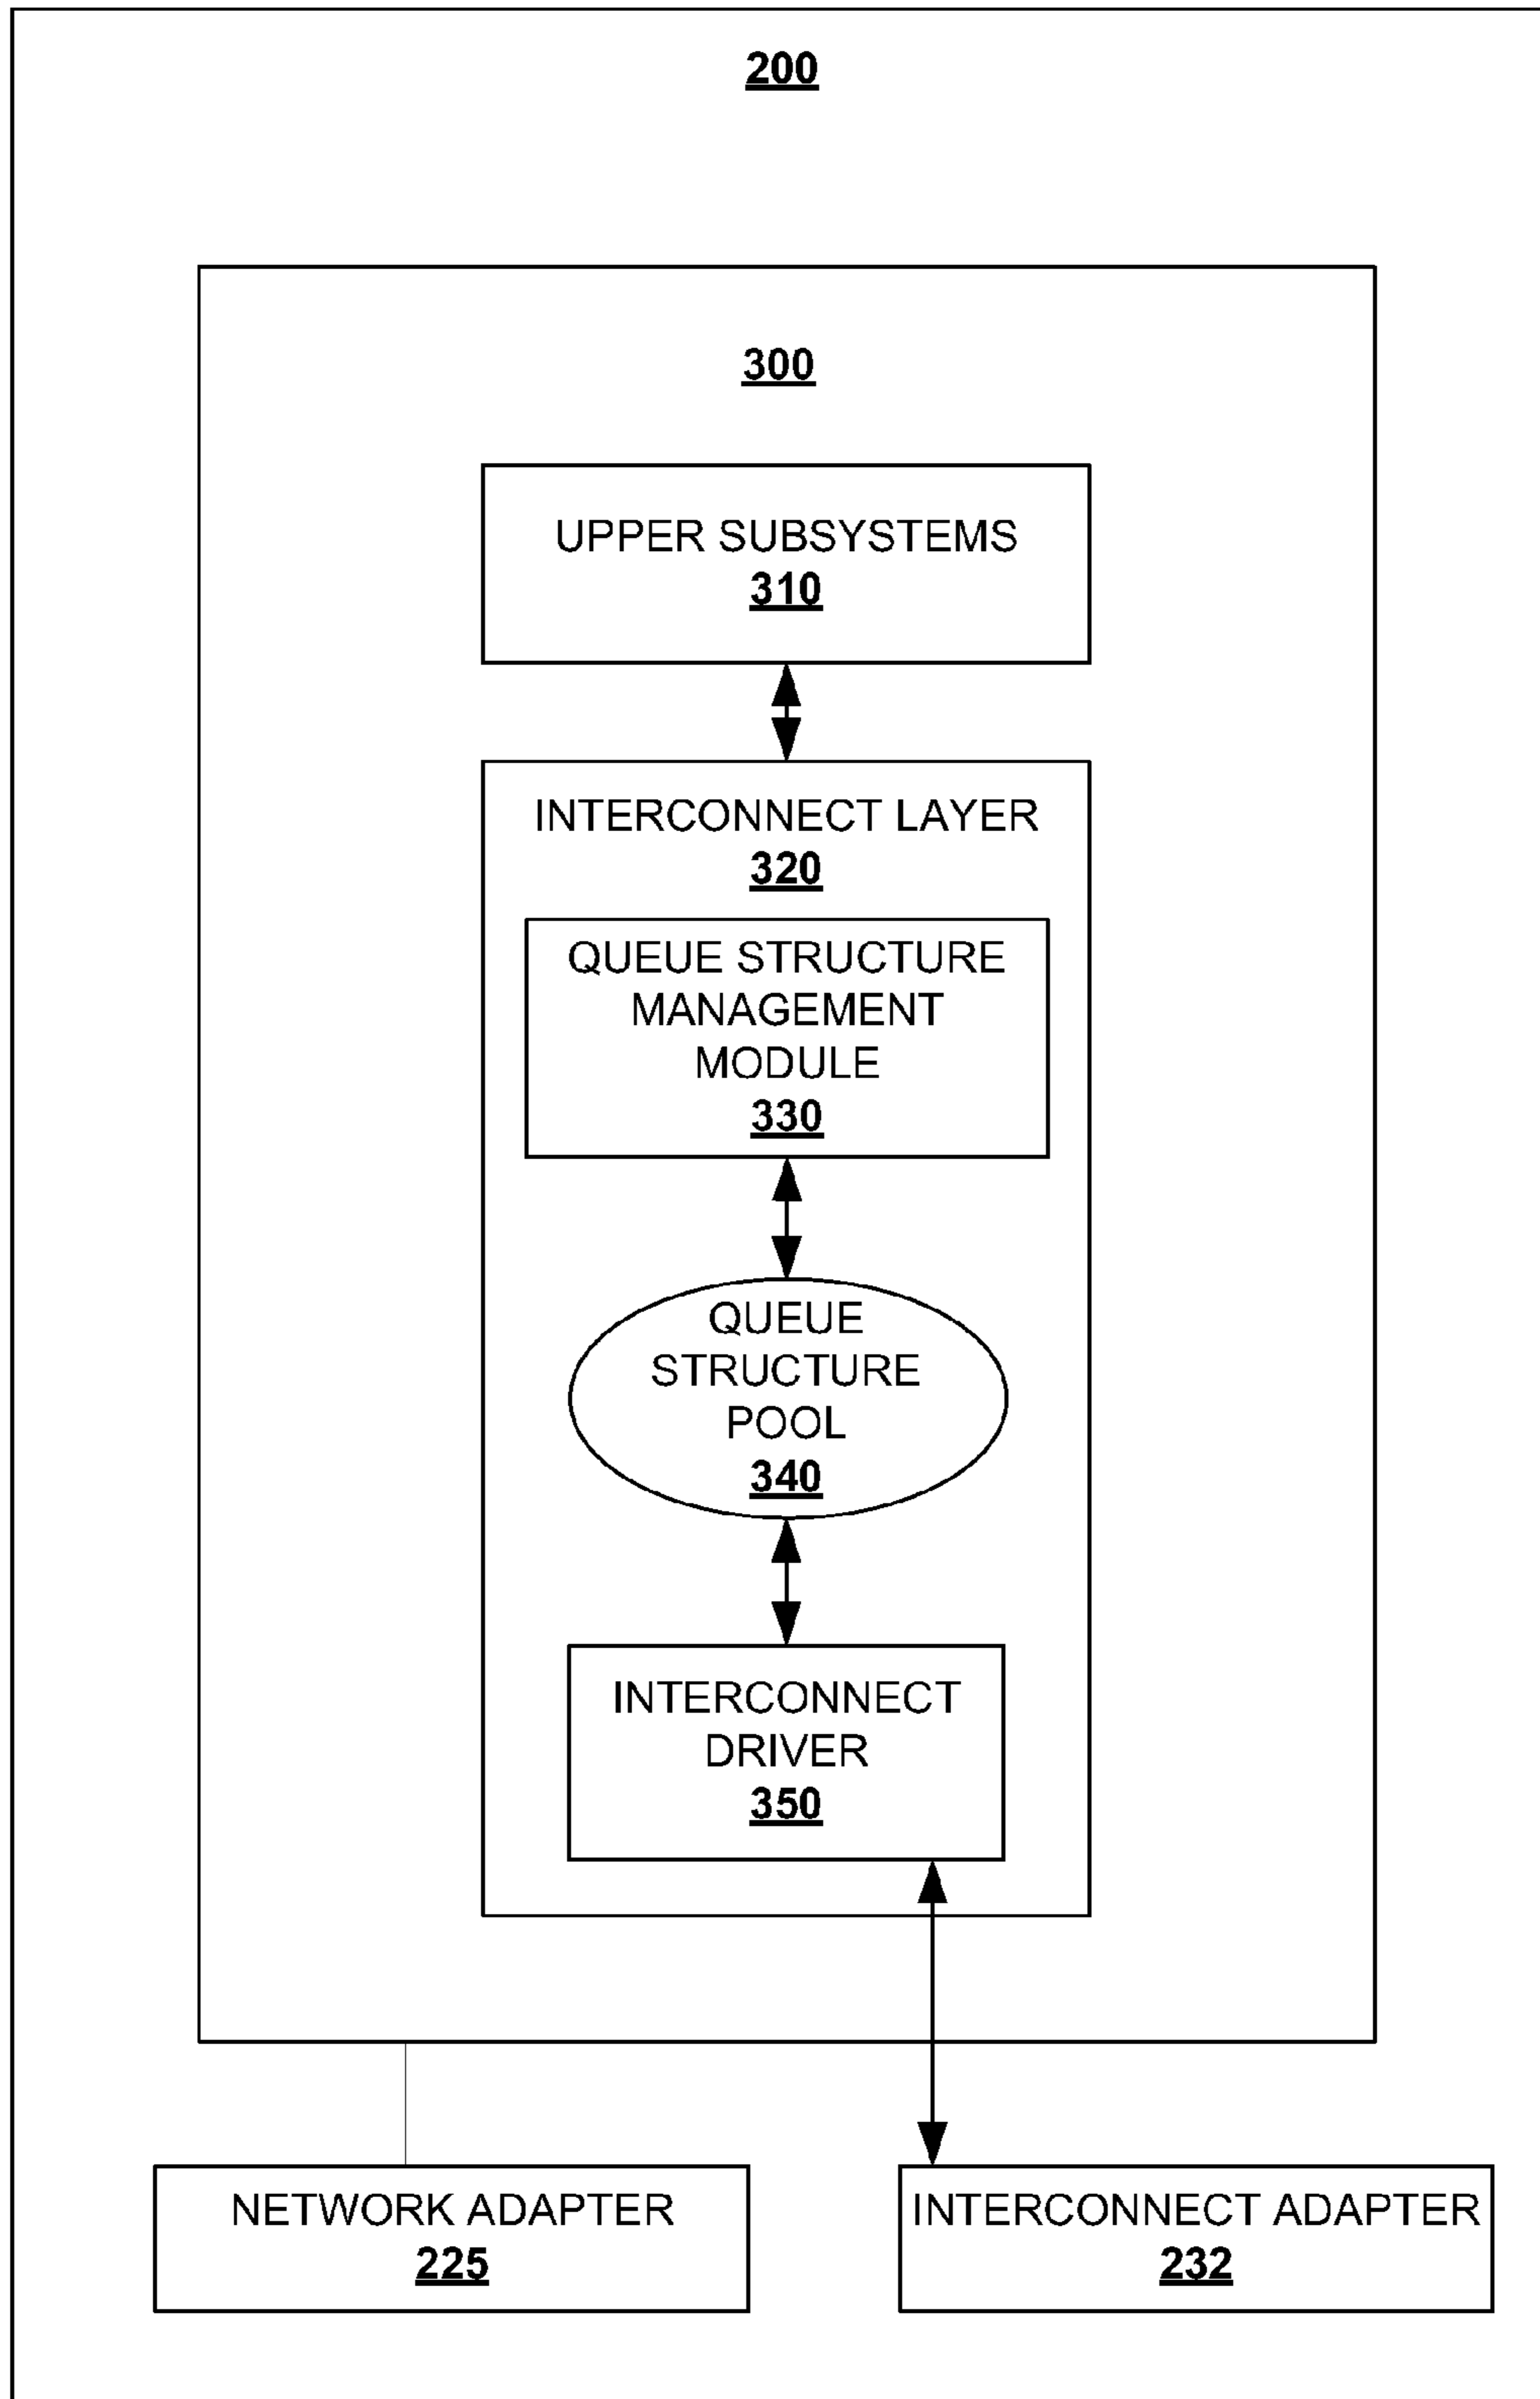 200
300
UPPER SUBSYSTEMS
310
INTERCONNECT LAYER
320
QUEUE STRUCTURE
MANAGEMENT
MODULE
330
QUEUE
STRUCTURE
POOL
340
INTERCONNECT
DRIVER
350
NETWORK ADAPTER
225
INTERCONNECT ADAPTER
232